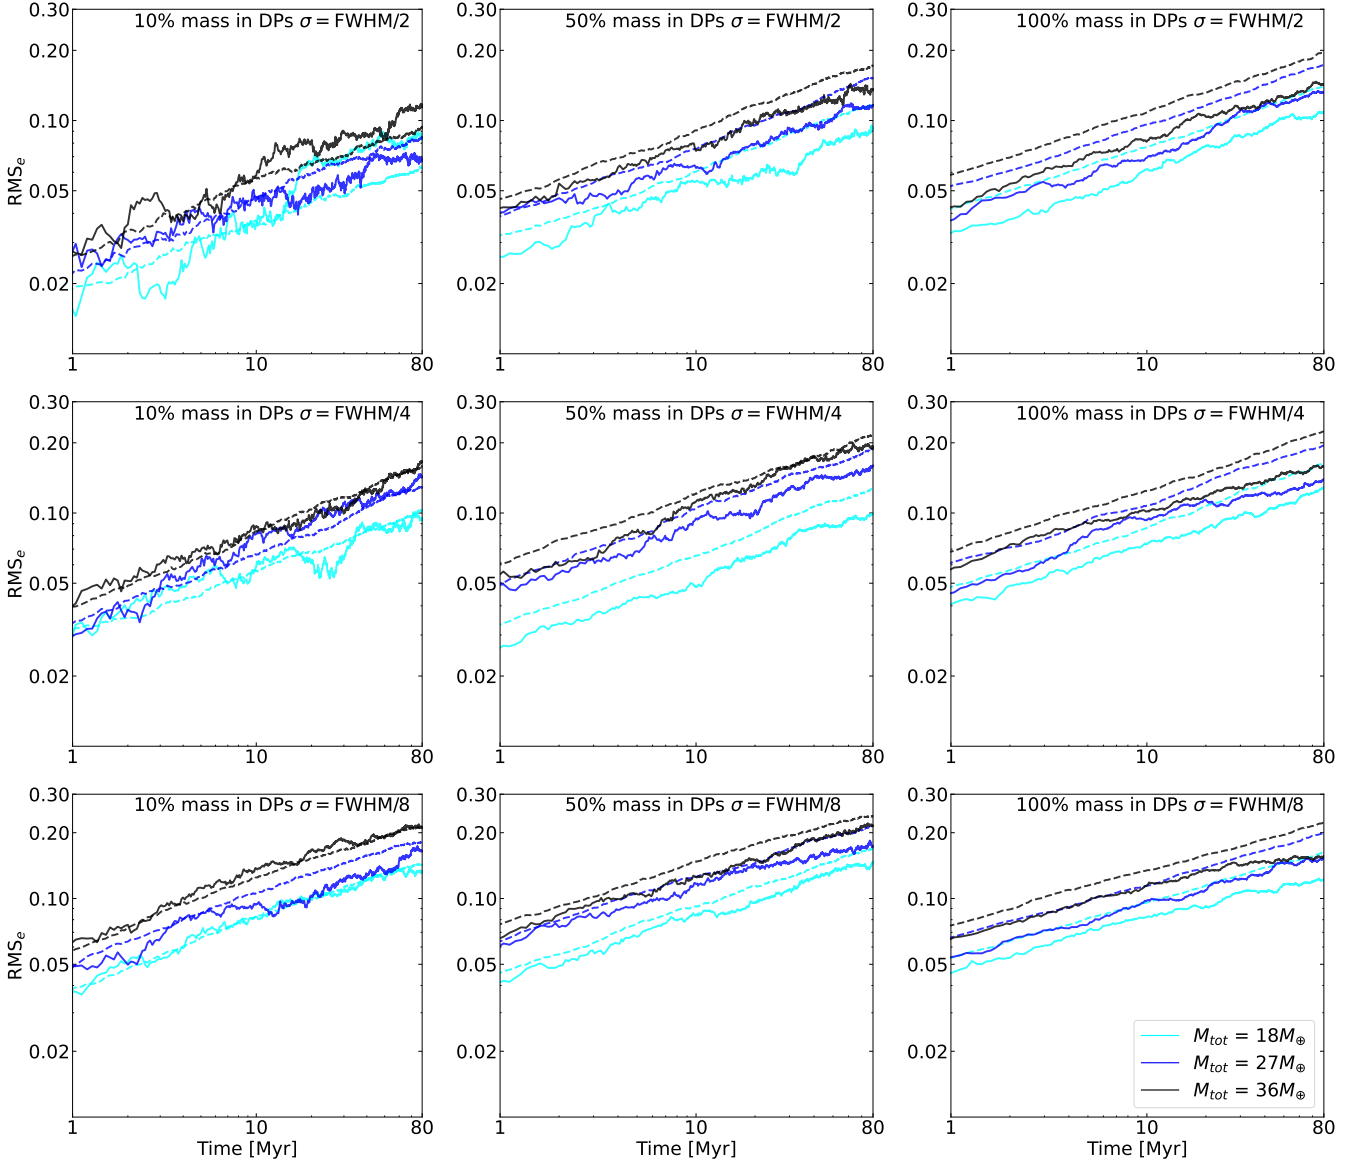 10% mass in DPs σ = FWHM/2
50% mass in DPs σ = FWHM/2
100% mass in DPs σ = FWHM/2
0.30
0.20
0.10
0.05
0.02
RMSₑ
1 10 80
0.30
0.20
0.10
0.05
0.02
1 10 80
0.30
0.20
0.10
0.05
0.02
1 10 80
10% mass in DPs σ = FWHM/4
50% mass in DPs σ = FWHM/4
100% mass in DPs σ = FWHM/4
0.30
0.20
0.10
0.05
0.02
RMSₑ
1 10 80
0.30
0.20
0.10
0.05
0.02
1 10 80
0.30
0.20
0.10
0.05
0.02
1 10 80
10% mass in DPs σ = FWHM/8
50% mass in DPs σ = FWHM/8
100% mass in DPs σ = FWHM/8
0.30
0.20
0.10
0.05
0.02
RMSₑ
1 10 80
Time [Myr]
0.30
0.20
0.10
0.05
0.02
1 10 80
Time [Myr]
0.30
0.20
0.10
0.05
0.02
1 10 80
Time [Myr]
M_tot = 18M_⊕
M_tot = 27M_⊕
M_tot = 36M_⊕